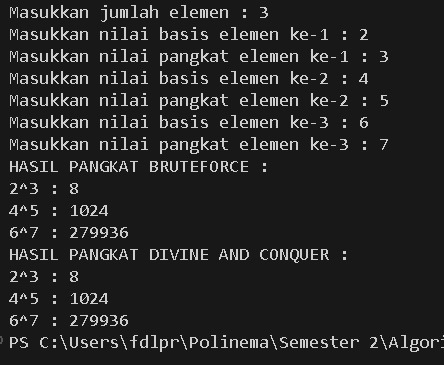 Masukkan jumlah elemen : 3
Masukkan nilai basis elemen ke-1 : 2
Masukkan nilai pangkat elemen ke-1 : 3
Masukkan nilai basis elemen ke-2 : 4
Masukkan nilai pangkat elemen ke-2 : 5
Masukkan nilai basis elemen ke-3 : 6
Masukkan nilai pangkat elemen ke-3 : 7
HASIL PANGKAT BRUTEFORCE :
2^3 : 8
4^5 : 1024
6^7 : 279936
HASIL PANGKAT DIVINE AND CONQUER :
2^3 : 8
4^5 : 1024
6^7 : 279936
PS C:\Users\fdlpr\Polinema\Semester 2\Algori